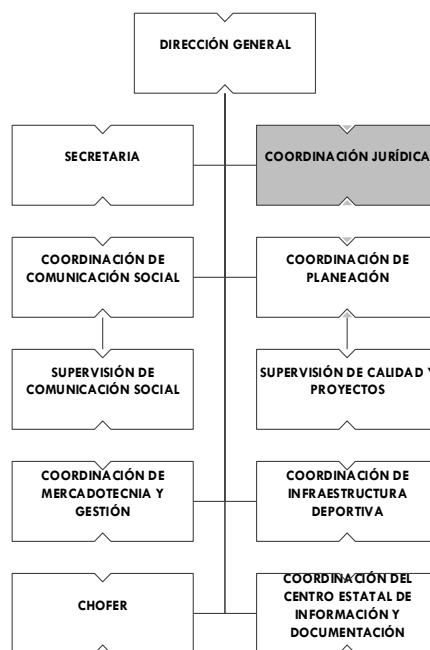 DIRECCIÓN GENERAL
SECRETARIA
COORDINACIÓN JURÍDICA
COORDINACIÓN DE
COMUNICACIÓN SOCIAL
COORDINACIÓN DE
PLANEACIÓN
SUPERVISIÓN DE
COMUNICACIÓN SOCIAL
SUPERVISIÓN DE CALIDAD Y
PROYECTOS
COORDINACIÓN DE
MERCADOTECNIA Y
GESTIÓN
COORDINACIÓN DE
INFRAESTRUCTURA
DEPORTIVA
CHOFER
COORDINACIÓN DEL
CENTRO ESTATAL DE
INFORMACIÓN Y
DOCUMENTACIÓN